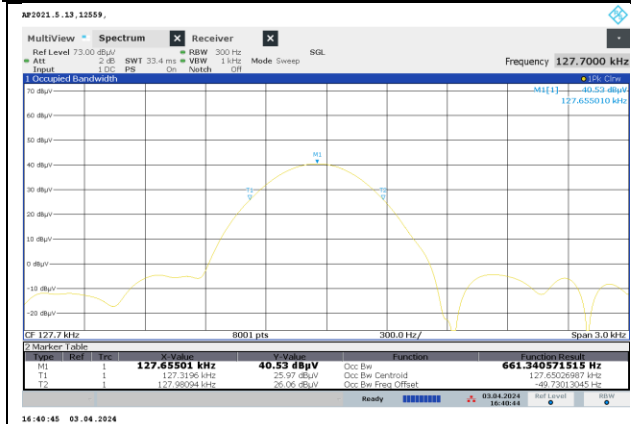 AP2021.5.13,12559,
MultiView Spectrum X Receiver X
Ref Level 73.00 dBµV RBW 300 Hz SGL
Att 2 dB SWT 33.4 ms VBW 1 kHz Mode Sweep Frequency 127.7000 kHz
Input 1 DC PS On Notch Off
1 Occupied Bandwidth 1Pk Clrw
70 dBµV M1[1] 40.53 dBµV
127.655010 kHz
60 dBµV
50 dBµV
M1
40 dBµV
30 dBµV
T1 T2
20 dBµV
10 dBµV
0 dBµV
-10 dBµV
-20 dBµV
CF 127.7 kHz 8001 pts 300.0 Hz/ Span 3.0 kHz
2 Marker Table
Type Ref Trc X-Value Y-Value Function Function Result
M1 1 127.65501 kHz 40.53 dBµV Occ Bw 661.340571515 Hz
T1 1 127.3196 kHz 25.97 dBµV Occ Bw Centroid 127.65026987 kHz
T2 1 127.98094 kHz 26.06 dBµV Occ Bw Freq Offset -49.73013045 Hz
Ready 03.04.2024 Ref Level RBW
16:40:44
16:40:45 03.04.2024